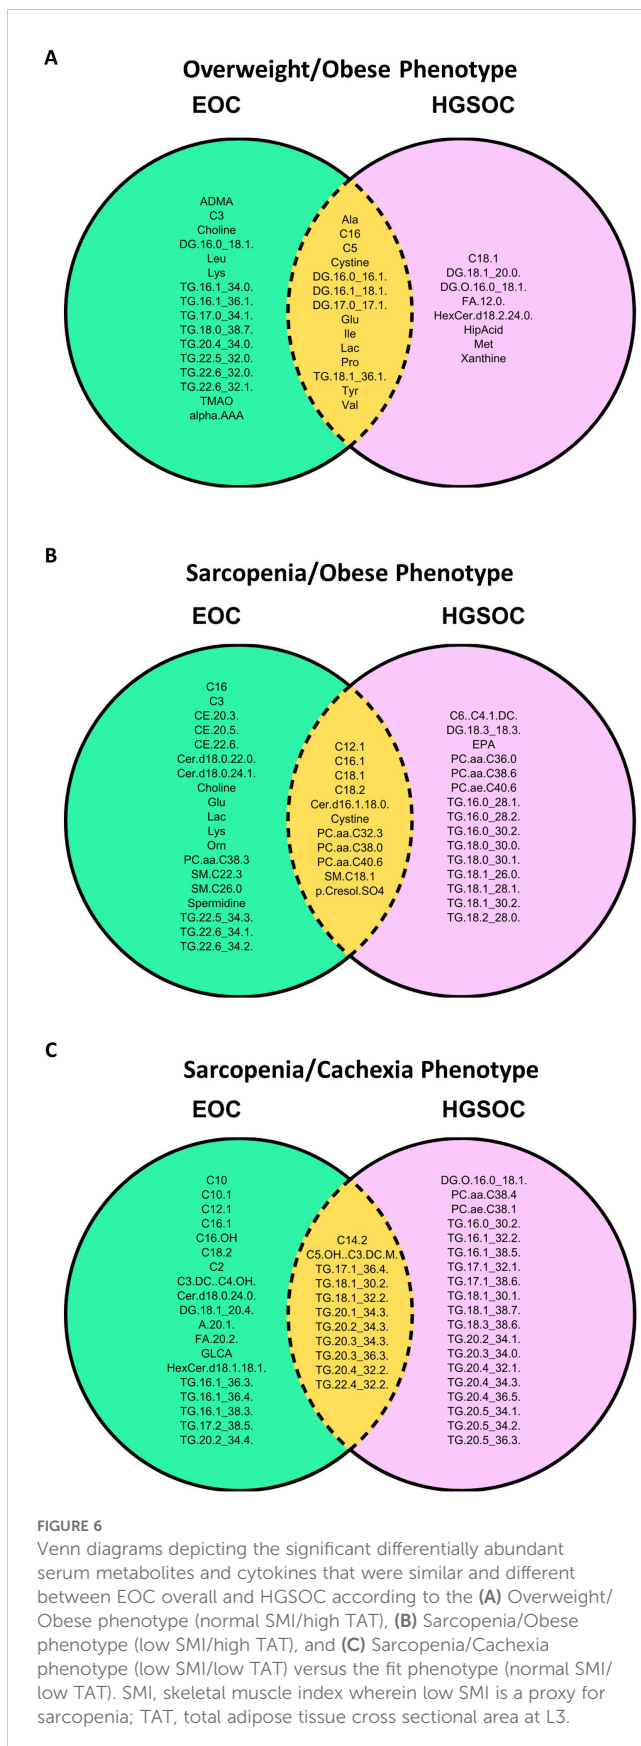 A
Overweight/Obese Phenotype
EOC
HGSOC
ADMA
C3
Choline
DG.16.0_18.1.
Leu
Lys
TG.16.1_34.0.
TG.16.1_36.1.
TG.17.0_34.1.
TG.18.0_38.7.
TG.20.4_34.0.
TG.22.5_32.0.
TG.22.6_32.0.
TG.22.6_32.1.
TMAO
alpha.AAA
Ala
C16
C5
Cystine
DG.16.0_16.1.
DG.16.1_18.1.
DG.17.0_17.1.
Glu
Ile
Lac
Pro
TG.18.1_36.1.
Tyr
Val
C18.1
DG.18.1_20.0.
DG.O.16.0_18.1.
FA.12.0.
HexCer.d18.2.24.0.
HipAcid
Met
Xanthine
B
Sarcopenia/Obese Phenotype
EOC
HGSOC
C16
C3
CE.20.3.
CE.20.5.
CE.22.6.
Cer.d18.0.22.0.
Cer.d18.0.24.1.
Choline
Glu
Lac
Lys
Orn
PC.aa.C38.3
SM.C22.3
SM.C26.0
Spermidine
TG.22.5_34.3.
TG.22.6_34.1.
TG.22.6_34.2.
C12.1
C16.1
C18.1
C18.2
Cer.d16.1.18.0.
Cystine
PC.aa.C32.3
PC.aa.C38.0
PC.aa.C40.6
SM.C18.1
p.Cresol.SO4
C6..C4.1.DC.
DG.18.3_18.3.
EPA
PC.aa.C36.0
PC.aa.C38.6
PC.ae.C40.6
TG.16.0_28.1.
TG.16.0_28.2.
TG.16.0_30.2.
TG.18.0_30.0.
TG.18.0_30.1.
TG.18.1_26.0.
TG.18.1_28.1.
TG.18.1_30.2.
TG.18.2_28.0.
C
Sarcopenia/Cachexia Phenotype
EOC
HGSOC
C10
C10.1
C12.1
C16.1
C16.OH
C18.2
C2
C3.DC..C4.OH.
Cer.d18.0.24.0.
DG.18.1_20.4.
A.20.1.
FA.20.2.
GLCA
HexCer.d18.1.18.1.
TG.16.1_36.3.
TG.16.1_36.4.
TG.16.1_38.3.
TG.17.2_38.5.
TG.20.2_34.4.
C14.2
C5.OH..C3.DC.M.
TG.17.1_36.4.
TG.18.1_30.2.
TG.18.1_32.2.
TG.20.1_34.3.
TG.20.2_34.3.
TG.20.3_34.3.
TG.20.3_36.3.
TG.20.4_32.2.
TG.22.4_32.2.
DG.O.16.0_18.1.
PC.aa.C38.4
PC.ae.C38.1
TG.16.0_30.2.
TG.16.1_32.2.
TG.16.1_38.5.
TG.17.1_32.1.
TG.17.1_38.6.
TG.18.1_30.1.
TG.18.1_38.7.
TG.18.3_38.6.
TG.20.2_34.1.
TG.20.3_34.0.
TG.20.4_32.1.
TG.20.4_34.3.
TG.20.4_36.5.
TG.20.5_34.1.
TG.20.5_34.2.
TG.20.5_36.3.
FIGURE 6
Venn diagrams depicting the significant differentially abundant
serum metabolites and cytokines that were similar and different
between EOC overall and HGSOC according to the (A) Overweight/
Obese phenotype (normal SMI/high TAT), (B) Sarcopenia/Obese
phenotype (low SMI/high TAT), and (C) Sarcopenia/Cachexia
phenotype (low SMI/low TAT) versus the fit phenotype (normal SMI/
low TAT). SMI, skeletal muscle index wherein low SMI is a proxy for
sarcopenia; TAT, total adipose tissue cross sectional area at L3.